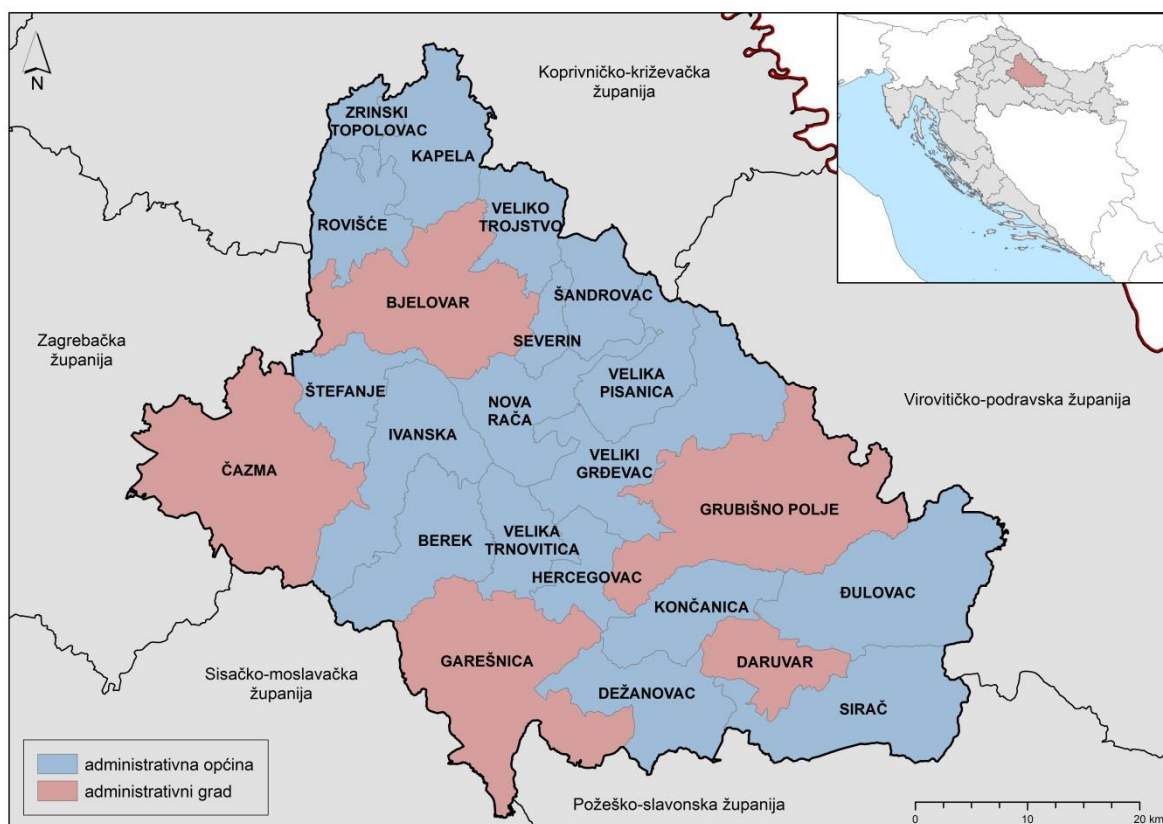 N
Koprivničko-križevačka
županija
ZRINSKI
TOPOLOVAC
KAPELA
ROVIŠĆE
VELIKO
TROJSTVO
BJELOVAR
ŠANDROVAC
SEVERIN
Zagrebačka
županija
ŠTEFANJE
NOVA
RAČA
VELIKA
PISANICA
Virovitičko-podravska županija
IVANSKA
ČAZMA
VELIKI
GRĐEVAC
GRUBIŠNO POLJE
BEREK
VELIKA
TRNOVITICA
HERCEGOVAC
KONČANICA
ĐULOVAC
Sisačko-moslavačka
županija
GAREŠNICA
DARUVAR
DEŽANOVAC
SIRAČ
administrativna općina
administrativni grad
Požeško-slavonska županija
0 10 20 km